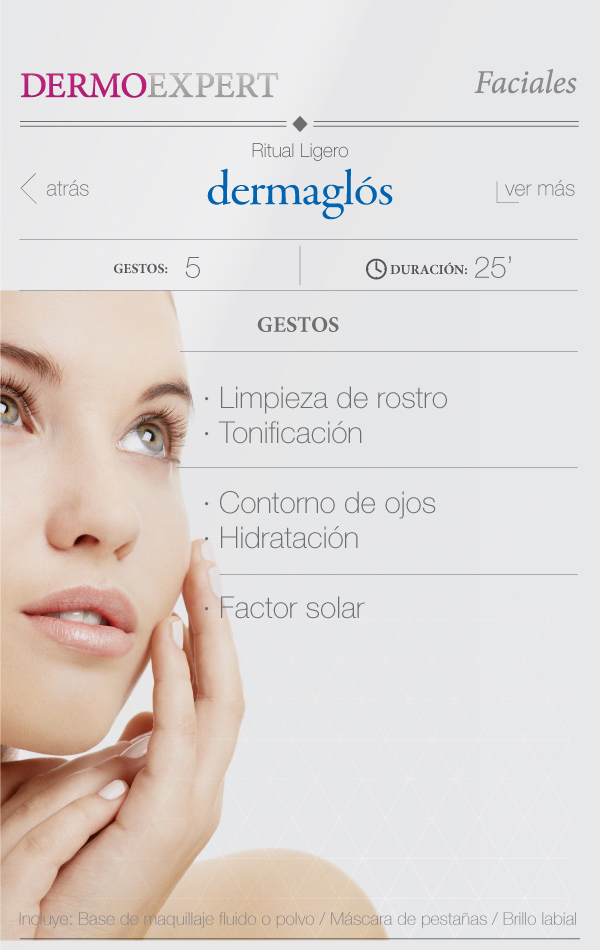 DERMOEXPERT Faciales
Ritual Ligero
atrás dermaglós ver más
GESTOS: 5 DURACIÓN: 25’
GESTOS
· Limpieza de rostro
· Tonificación
· Contorno de ojos
· Hidratación
· Factor solar
Incluye: Base de maquillaje fluido o polvo / Máscara de pestañas / Brillo labial